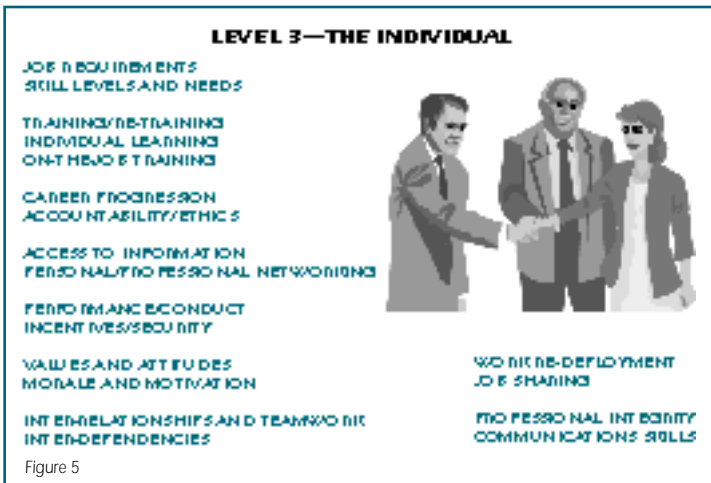 LEVEL 3—THE INDIVIDUAL
JOB REQUIREMENTS
SKILL LEVELS AND NEEDS
TRAINING/RE-TRAINING
INDIVIDUAL LEARNING
ON-THE-JOB TRAINING
CAREER PROGRESSION
ACCOUNTABILITY/ETHICS
ACCESS TO INFORMATION
PERSONAL/PROFESSIONAL NETWORKING
PERFORMANCE/CONDUCT
INCENTIVES/SECURITY
VALUES AND ATTITUDES
MORALE AND MOTIVATION
INTER-RELATIONSHIPS AND TEAMWORK
INTER-DEPENDENCIES
WORK RE-DEPLOYMENT
JOB SHARING
PROFESSIONAL INTEGRITY
COMMUNICATIONS SKILLS
Figure 5